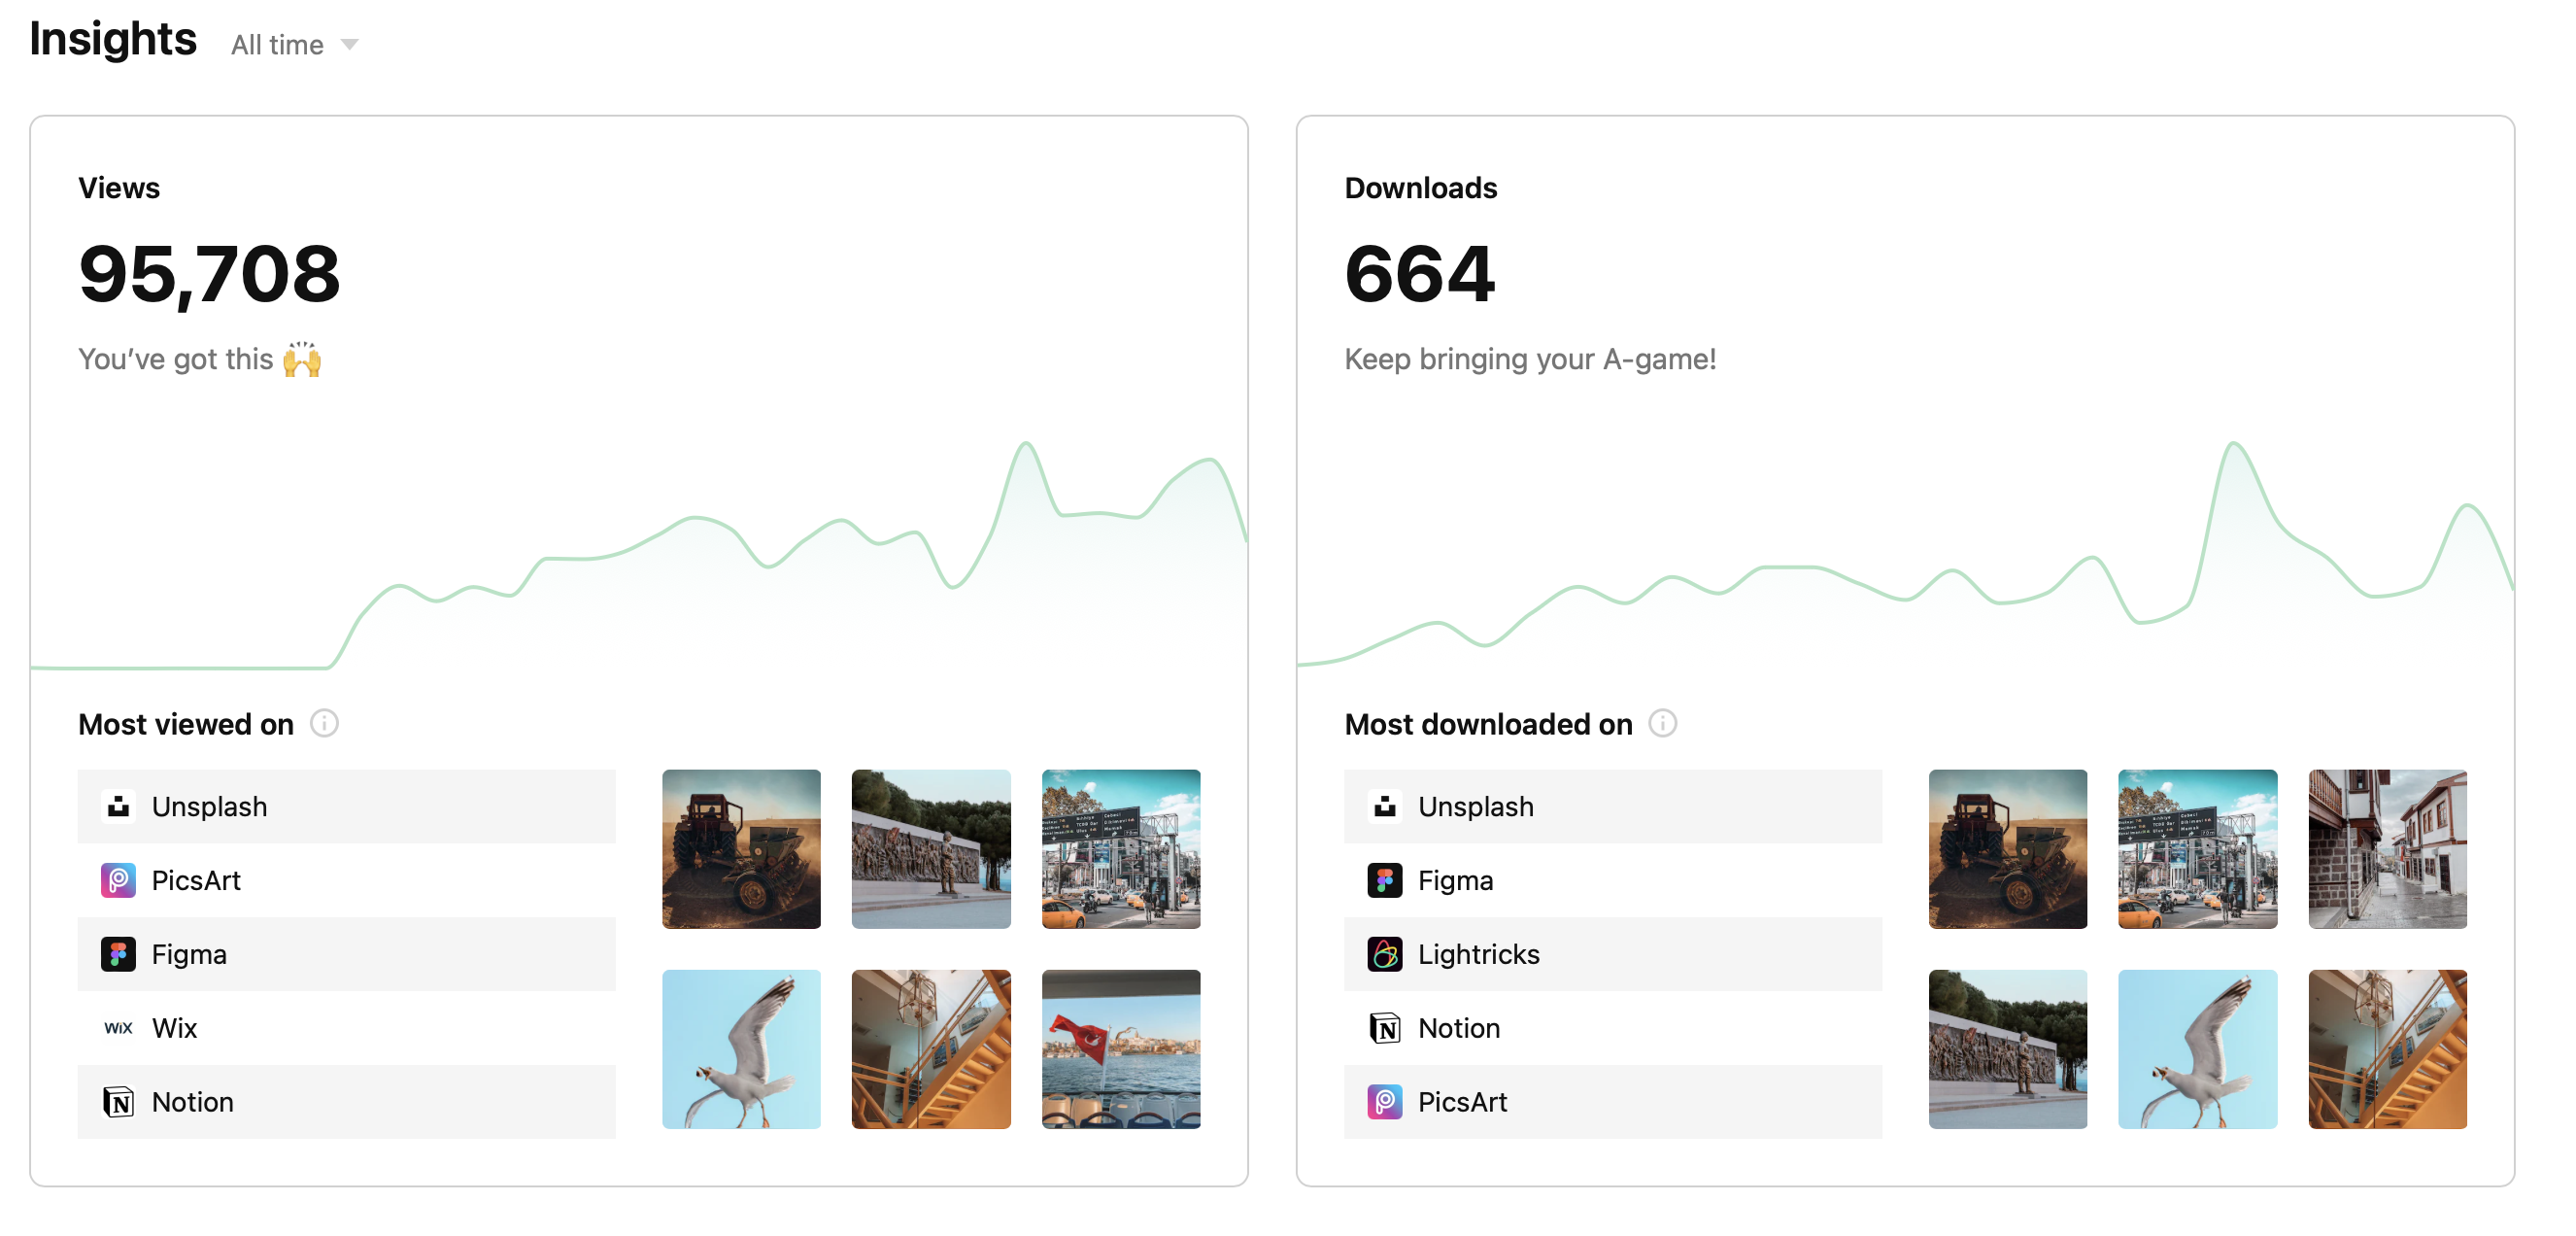 Insights All time
Views
95,708
You’ve got this 🙌
Most viewed on
Unsplash
PicsArt
Figma
WiX Wix
Notion
Downloads
664
Keep bringing your A-game!
Most downloaded on
Unsplash
Figma
Lightricks
Notion
PicsArt